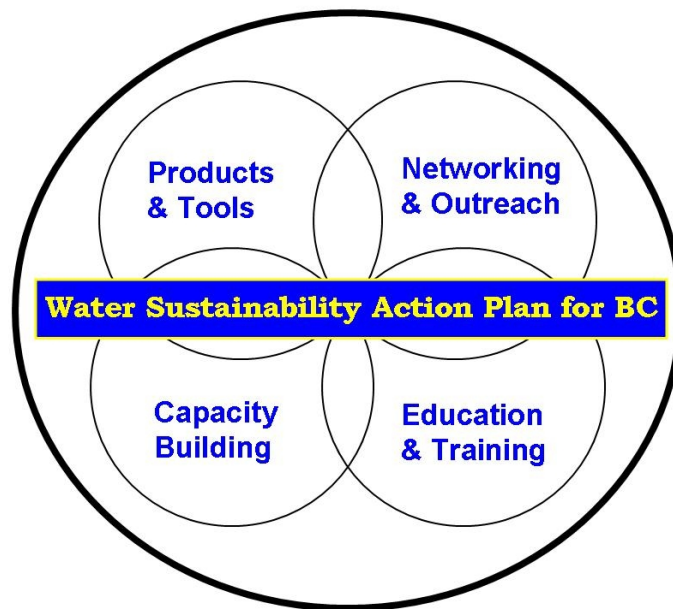 Products
& Tools
Networking
& Outreach
Water Sustainability Action Plan for BC
Capacity
Building
Education
& Training